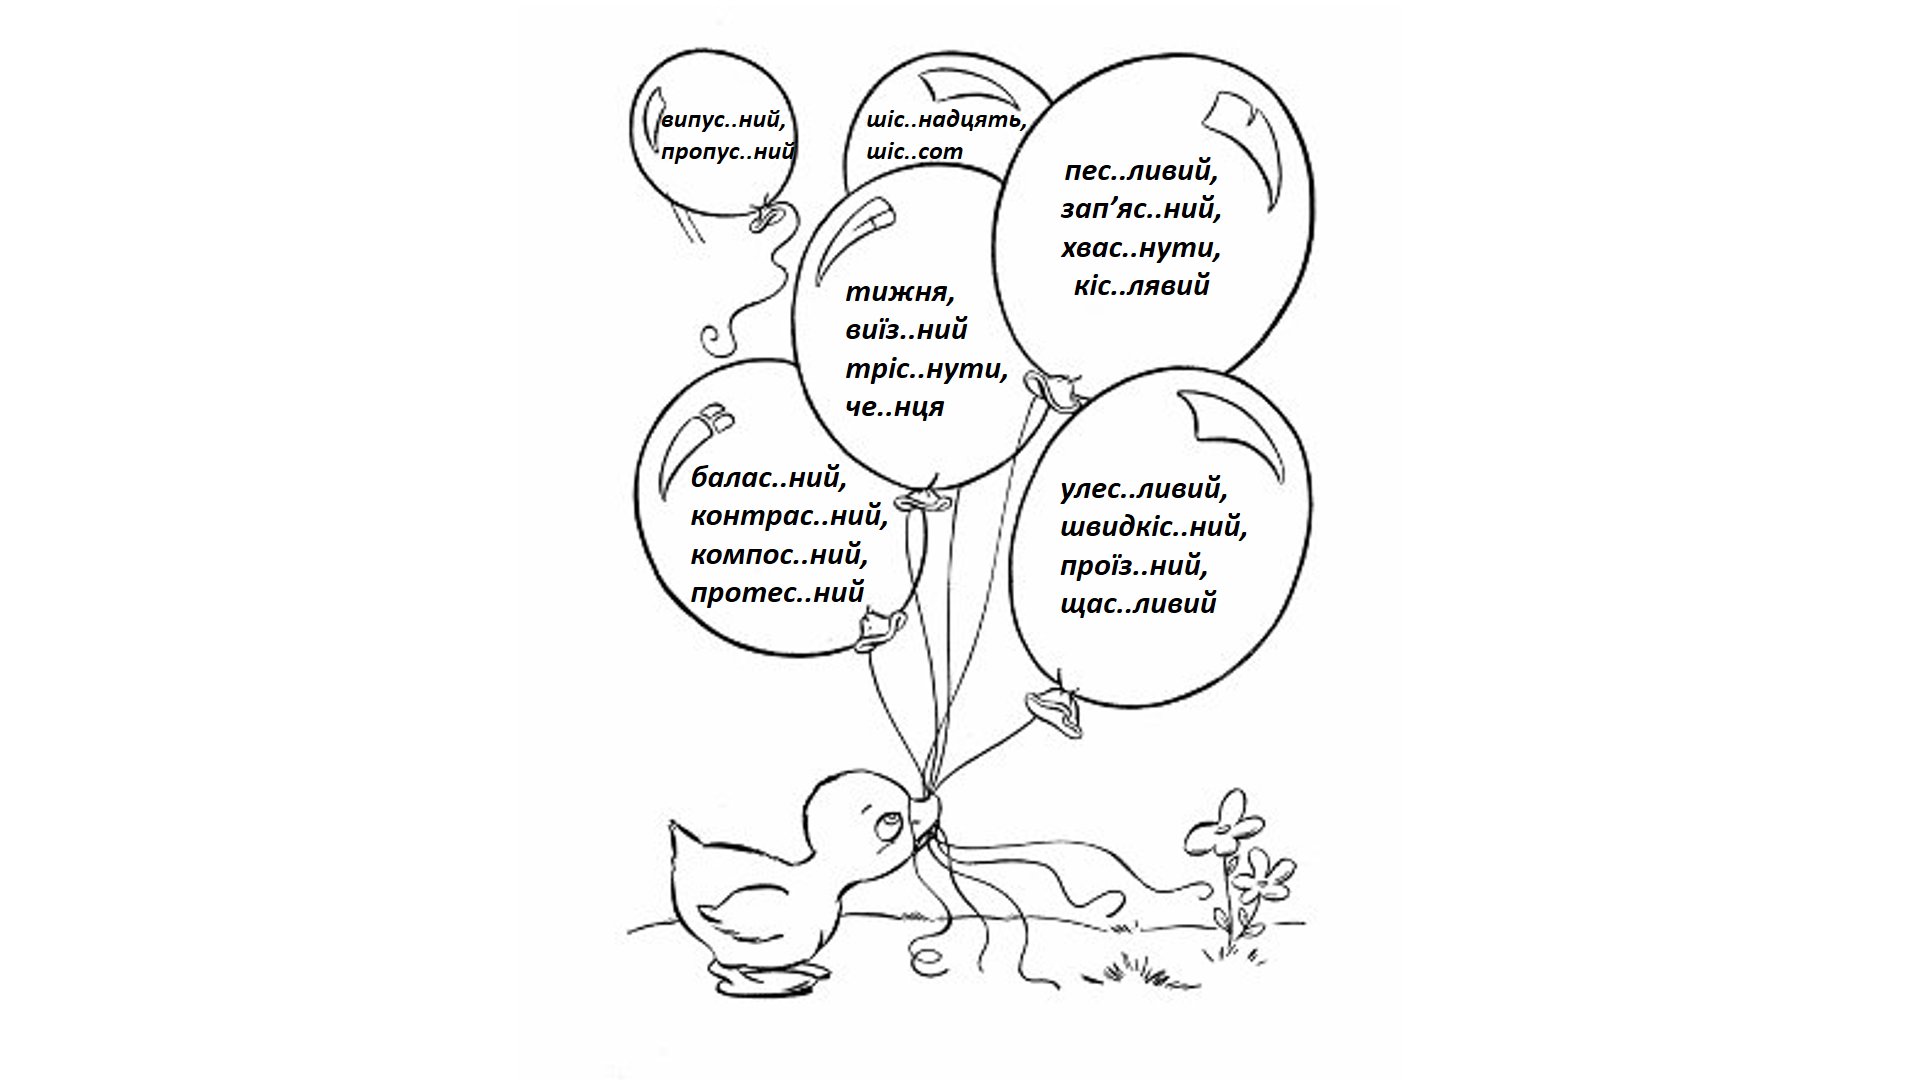 випус..ний,
пропус..ний
шіс..надцять,
шіс..сот
пес..ливий,
зап’яс..ний,
хвас..нути,
кіс..лявий
тижня,
виїз..ний
тріс..нути,
че..нця
балас..ний,
контрас..ний,
компос..ний,
протес..ний
улес..ливий,
швидкіс..ний,
проїз..ний,
щас..ливий